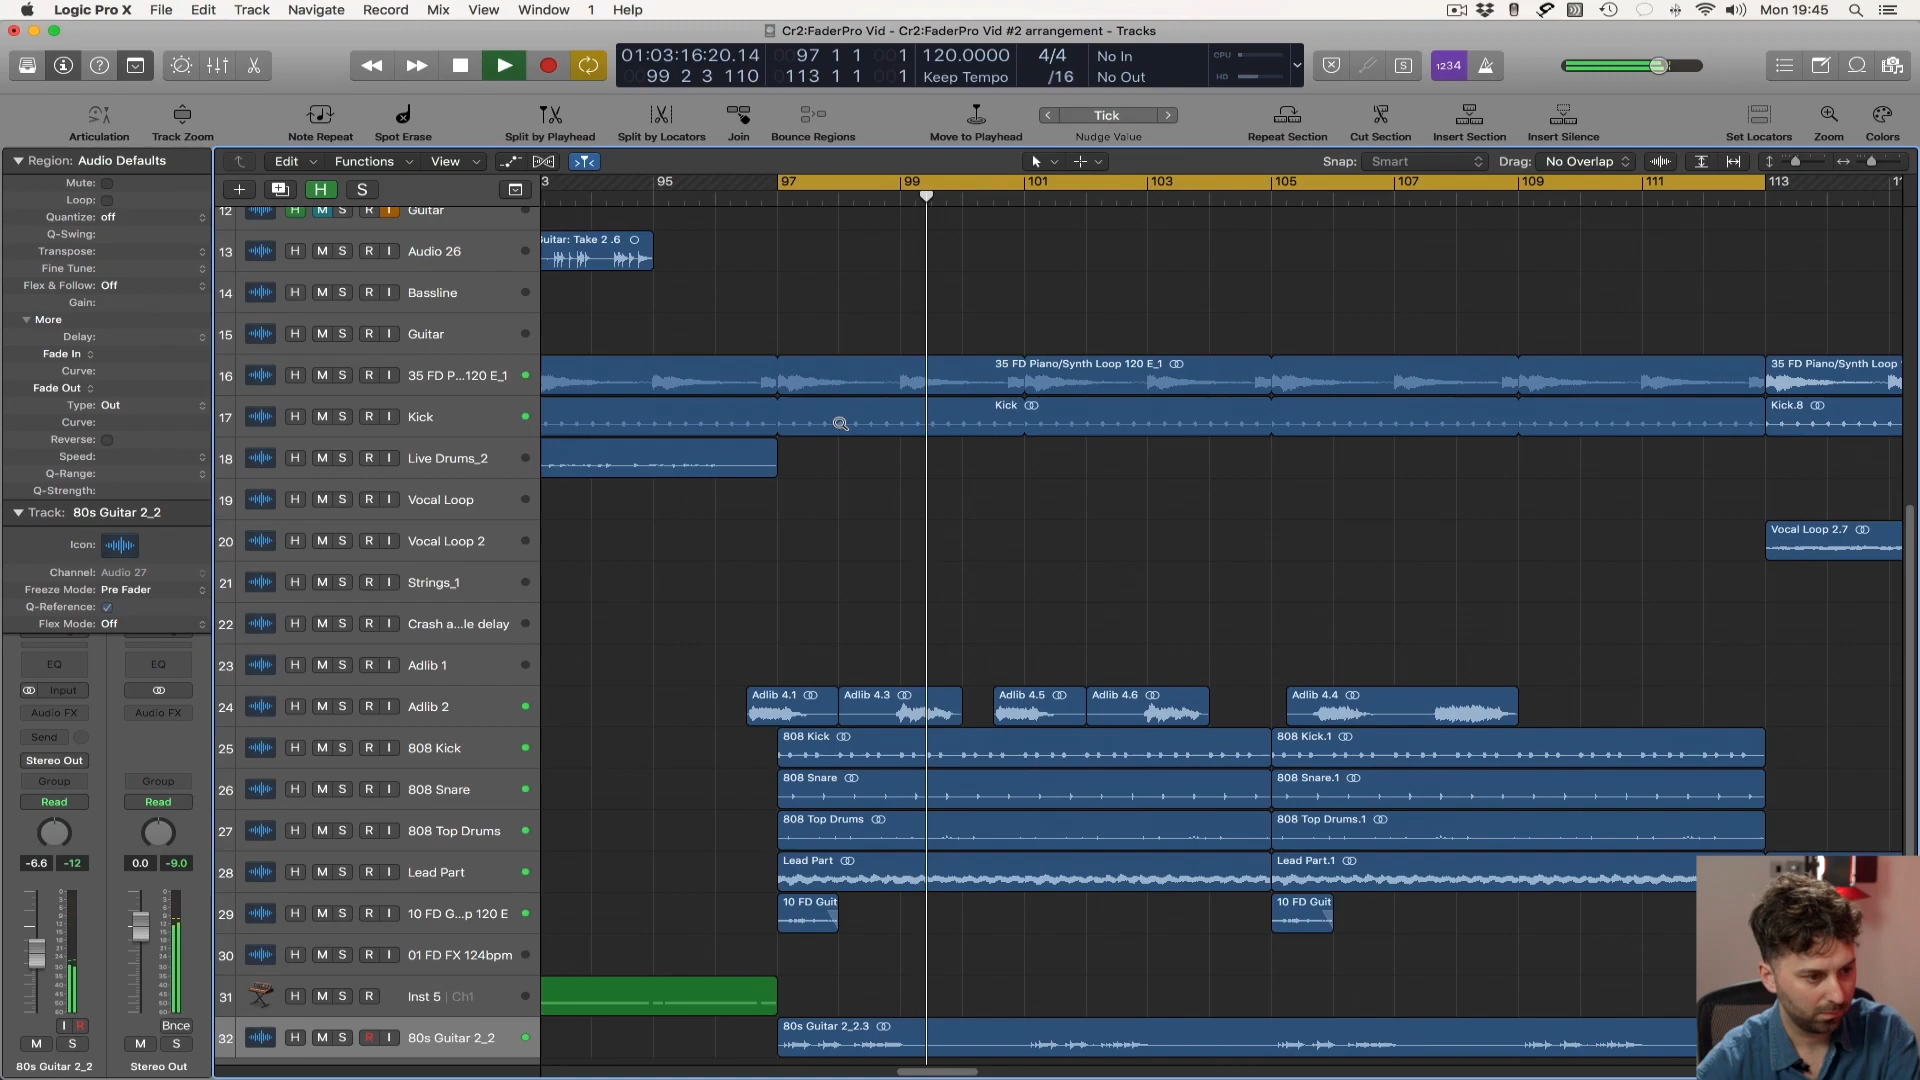 Logic Pro X File Edit Track Navigate Record Mix View Window 1 Help Mon 19:45
Cr2:FaderPro Vid - Cr2:FaderPro Vid #2 arrangement - Tracks
01:03:16:20.14 0097 1 1 001 120.0000 4/4 No In CPU
0099 2 3 110 0113 1 1 001 Keep Tempo /16 No Out HD
1234
Articulation Track Zoom Note Repeat Spot Erase Split by Playhead Split by Locators Join Bounce Regions Move to Playhead Tick Nudge Value Repeat Section Cut Section Insert Section Insert Silence Set Locators Zoom Colors
Region: Audio Defaults
Edit Functions View Snap: Smart Drag: No Overlap
Mute:
Loop:
Quantize: off
Q-Swing:
Transpose:
Fine Tune:
Flex & Follow: Off
Gain:
More
Delay:
Fade In
Curve:
Fade Out
Type: Out
Curve:
Reverse:
Speed:
Q-Range:
Q-Strength:
Track: 80s Guitar 2_2
Icon:
Channel: Audio 27
Freeze Mode: Pre Fader
Q-Reference:
Flex Mode: Off
EQ EQ
Input
Audio FX Audio FX
Send
Stereo Out
Group Group
Read Read
-6.6 -12 0.0 -9.0
I R Bnce
M S M S
80s Guitar 2_2 Stereo Out
H S 3 95 97 99 101 103 105 107 109 111 113
12 H M S R I Guitar
13 H M S R I Audio 26 Guitar: Take 2 .6
14 H M S R I Bassline
15 H M S R I Guitar
16 H M S R I 35 FD P...120 E_1 35 FD Piano/Synth Loop 120 E_1 35 FD Piano/Synth Loop
17 H M S R I Kick Kick Kick.8
18 H M S R I Live Drums_2
19 H M S R I Vocal Loop
20 H M S R I Vocal Loop 2 Vocal Loop 2.7
21 H M S R I Strings_1
22 H M S R I Crash a...le delay
23 H M S R I Adlib 1
24 H M S R I Adlib 2 Adlib 4.1 Adlib 4.3 Adlib 4.5 Adlib 4.6 Adlib 4.4
25 H M S R I 808 Kick 808 Kick 808 Kick.1
26 H M S R I 808 Snare 808 Snare 808 Snare.1
27 H M S R I 808 Top Drums 808 Top Drums 808 Top Drums.1
28 H M S R I Lead Part Lead Part Lead Part.1
29 H M S R I 10 FD G...p 120 E 10 FD Guit 10 FD Guit
30 H M S R I 01 FD FX 124bpm
31 H M S R Inst 5 | Ch1
32 H M S R I 80s Guitar 2_2 80s Guitar 2_2.3